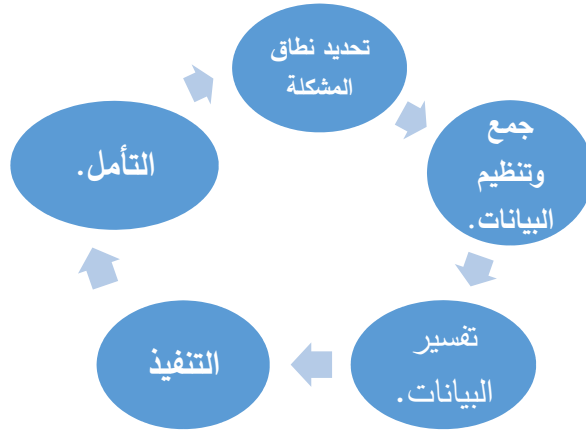 تحديد نطاق
المشكلة
جمع
وتنظيم
البيانات.
تفسير
البيانات.
التنفيذ
التأمل.